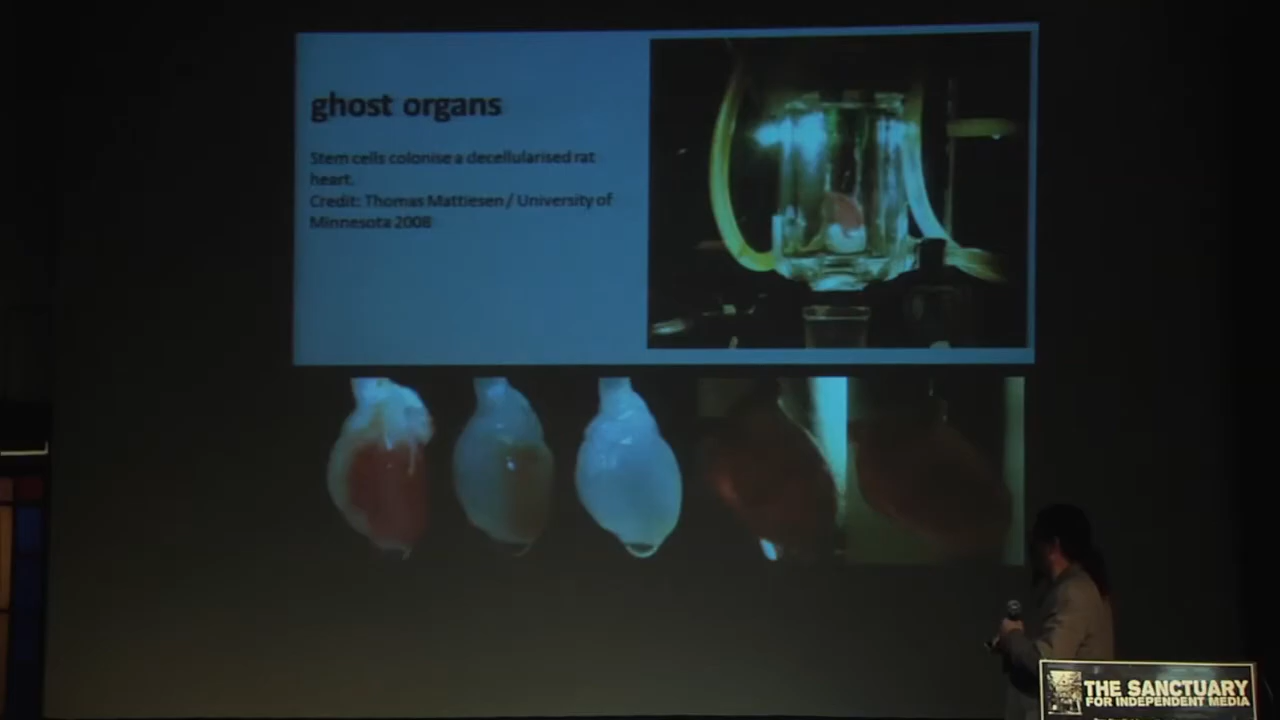 ghost organs
Stem cells colonise a decellularised rat
heart.
Credit: Thomas Mattiesen / University of
Minnesota 2008
THE SANCTUARY
FOR INDEPENDENT MEDIA